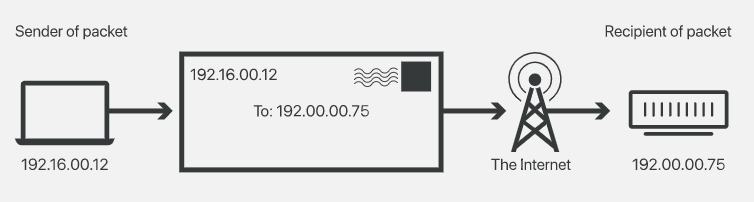 Sender of packet
Recipient of packet
192.16.00.12
To: 192.00.00.75
192.16.00.12
The Internet
192.00.00.75